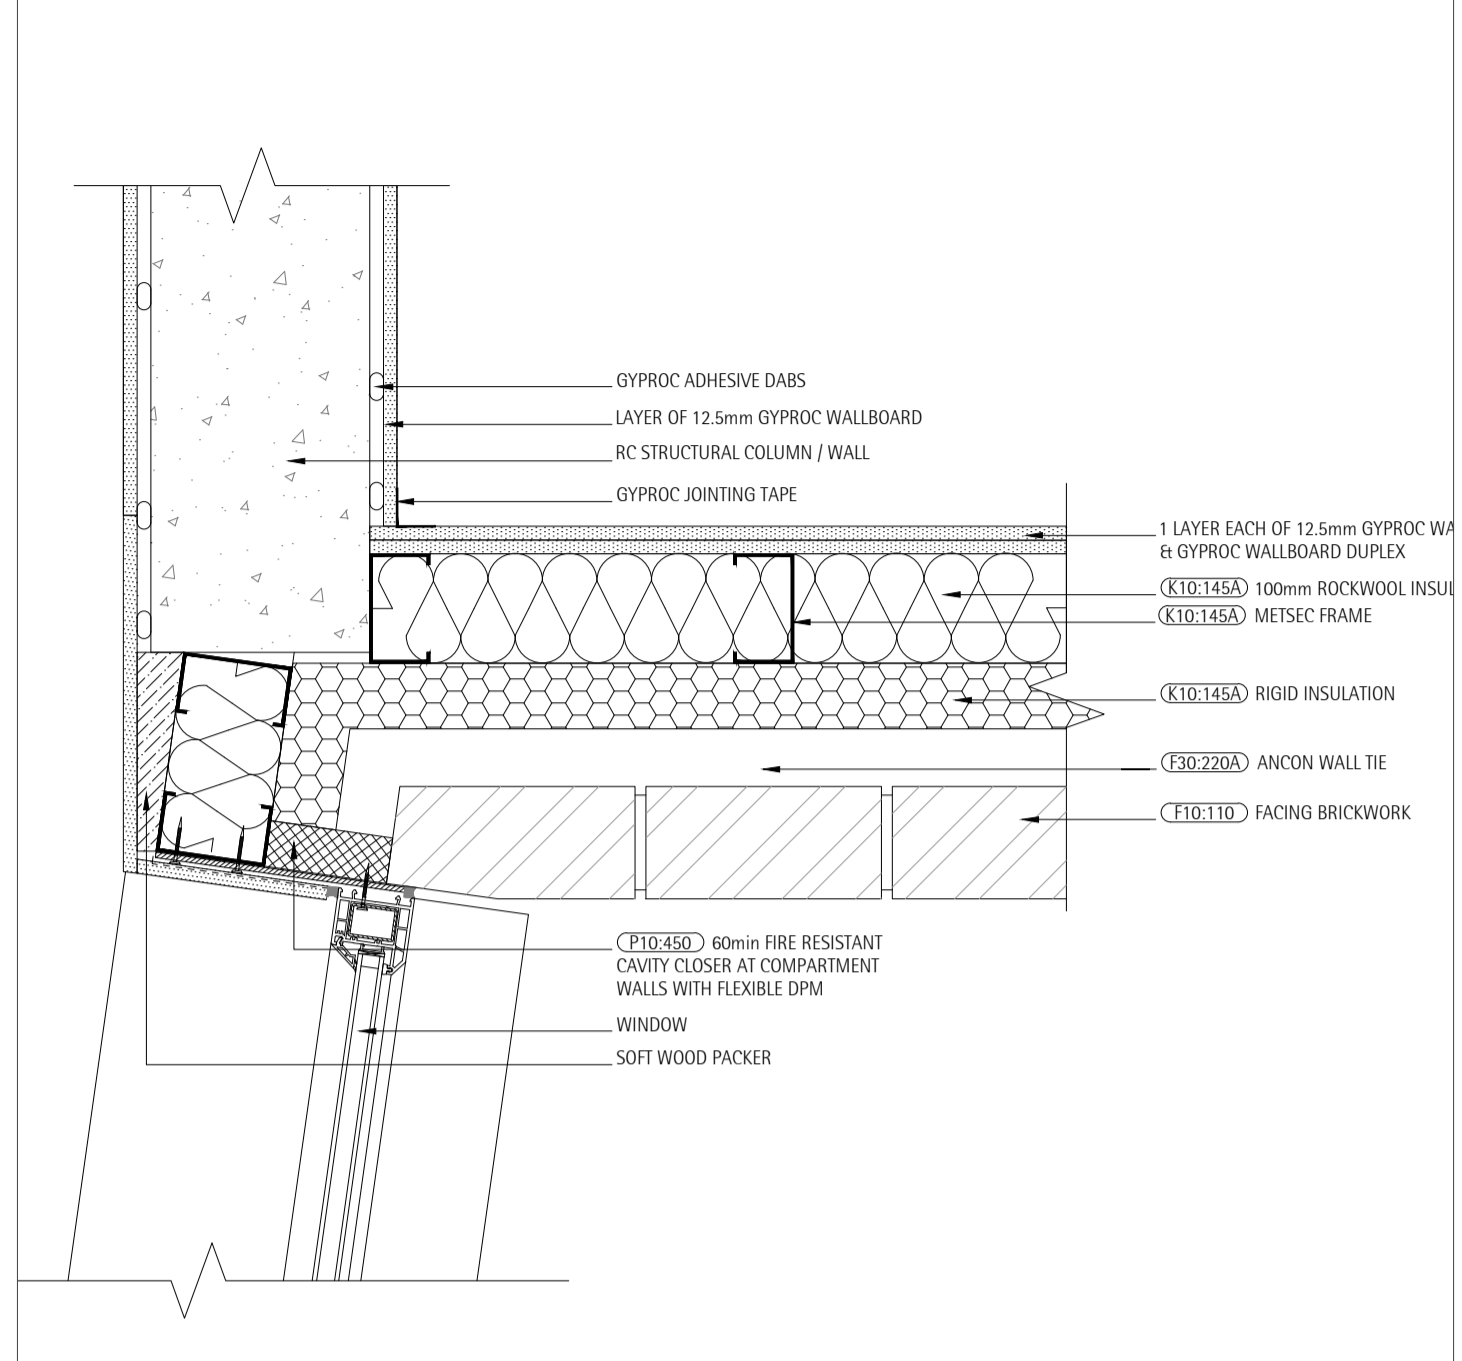 GYPROC ADHESIVE DABS
LAYER OF 12.5mm GYPROC WALLBOARD
RC STRUCTURAL COLUMN / WALL
GYPROC JOINTING TAPE
1 LAYER EACH OF 12.5mm GYPROC
& GYPROC WALLBOARD DUPLEX
K10:145A 100mm ROCKWOOL
K10:145A METSEC FRAME
K10:145A RIGID INSULATION
F30:220A ANCON WALL TIE
F10:110 FACING BRICKWORK
P10:450 60min FIRE RESISTANT
CAVITY CLOSER AT COMPARTMENT
WALLS WITH FLEXIBLE DPM
WINDOW
SOFT WOOD PACKER